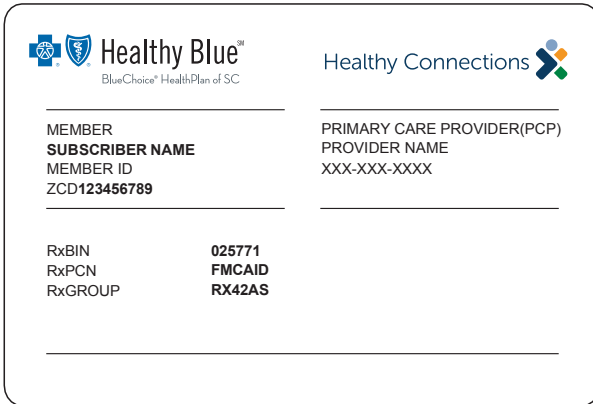 Healthy Blue℠
BlueChoice® HealthPlan of SC
Healthy Connections
MEMBER
SUBSCRIBER NAME
MEMBER ID
ZCD123456789
PRIMARY CARE PROVIDER(PCP)
PROVIDER NAME
XXX-XXX-XXXX
RxBIN 025771
RxPCN FMCAID
RxGROUP RX42AS